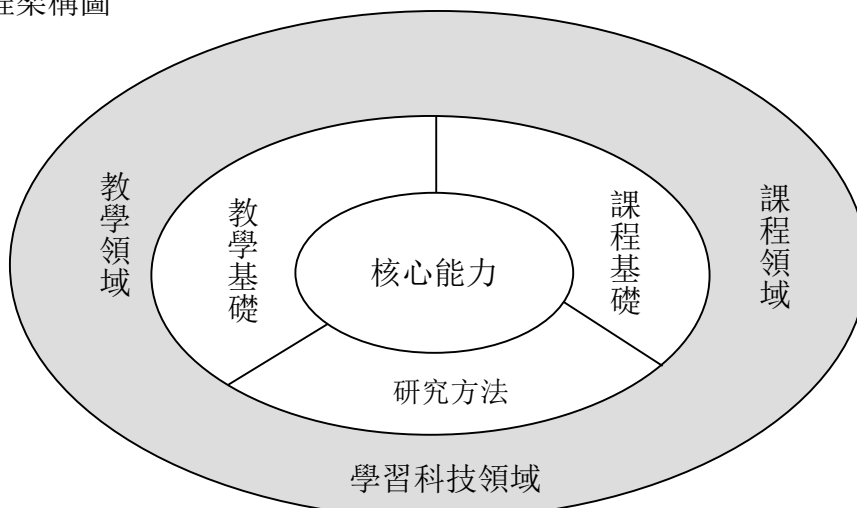 程架構圖
教學領域
教學基礎
核心能力
課程基礎
課程領域
研究方法
學習科技領域